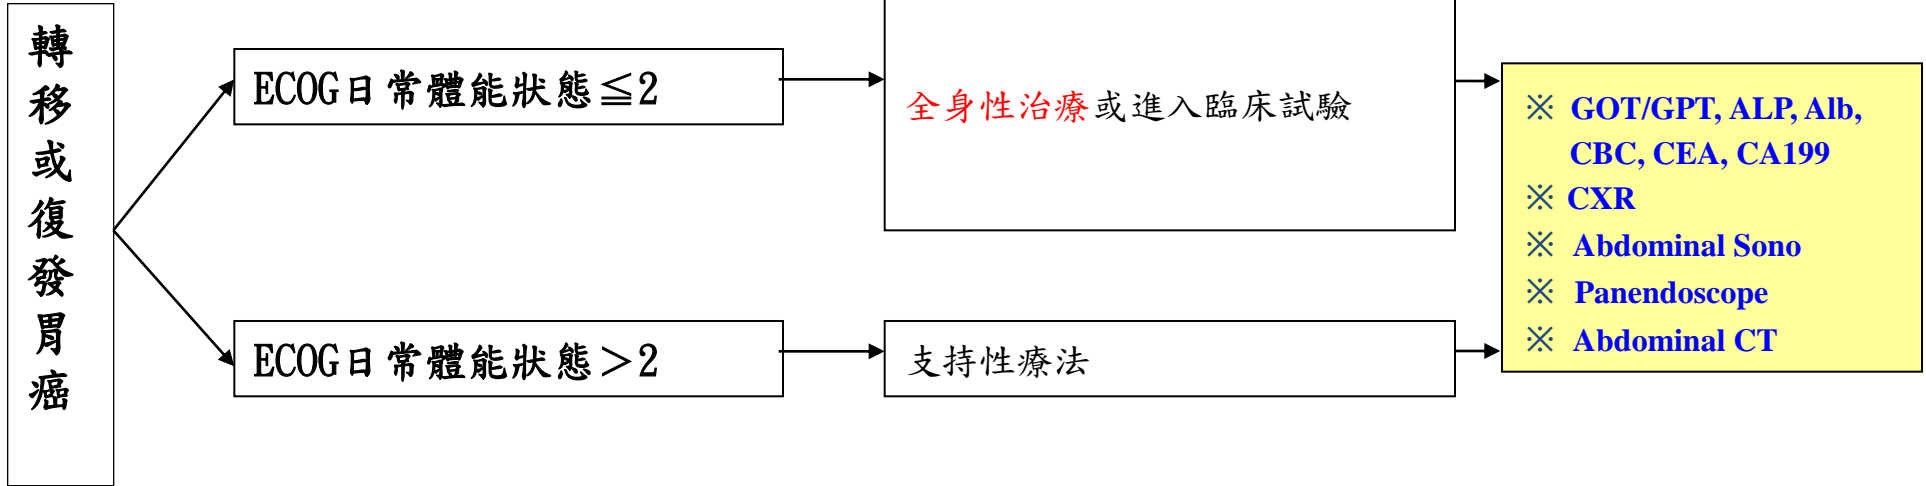 轉移或復發胃癌
ECOG日常體能狀態≦2
全身性治療或進入臨床試驗
ECOG日常體能狀態＞2
支持性療法
※ GOT/GPT, ALP, Alb,
CBC, CEA, CA199
※ CXR
※ Abdominal Sono
※ Panendoscope
※ Abdominal CT